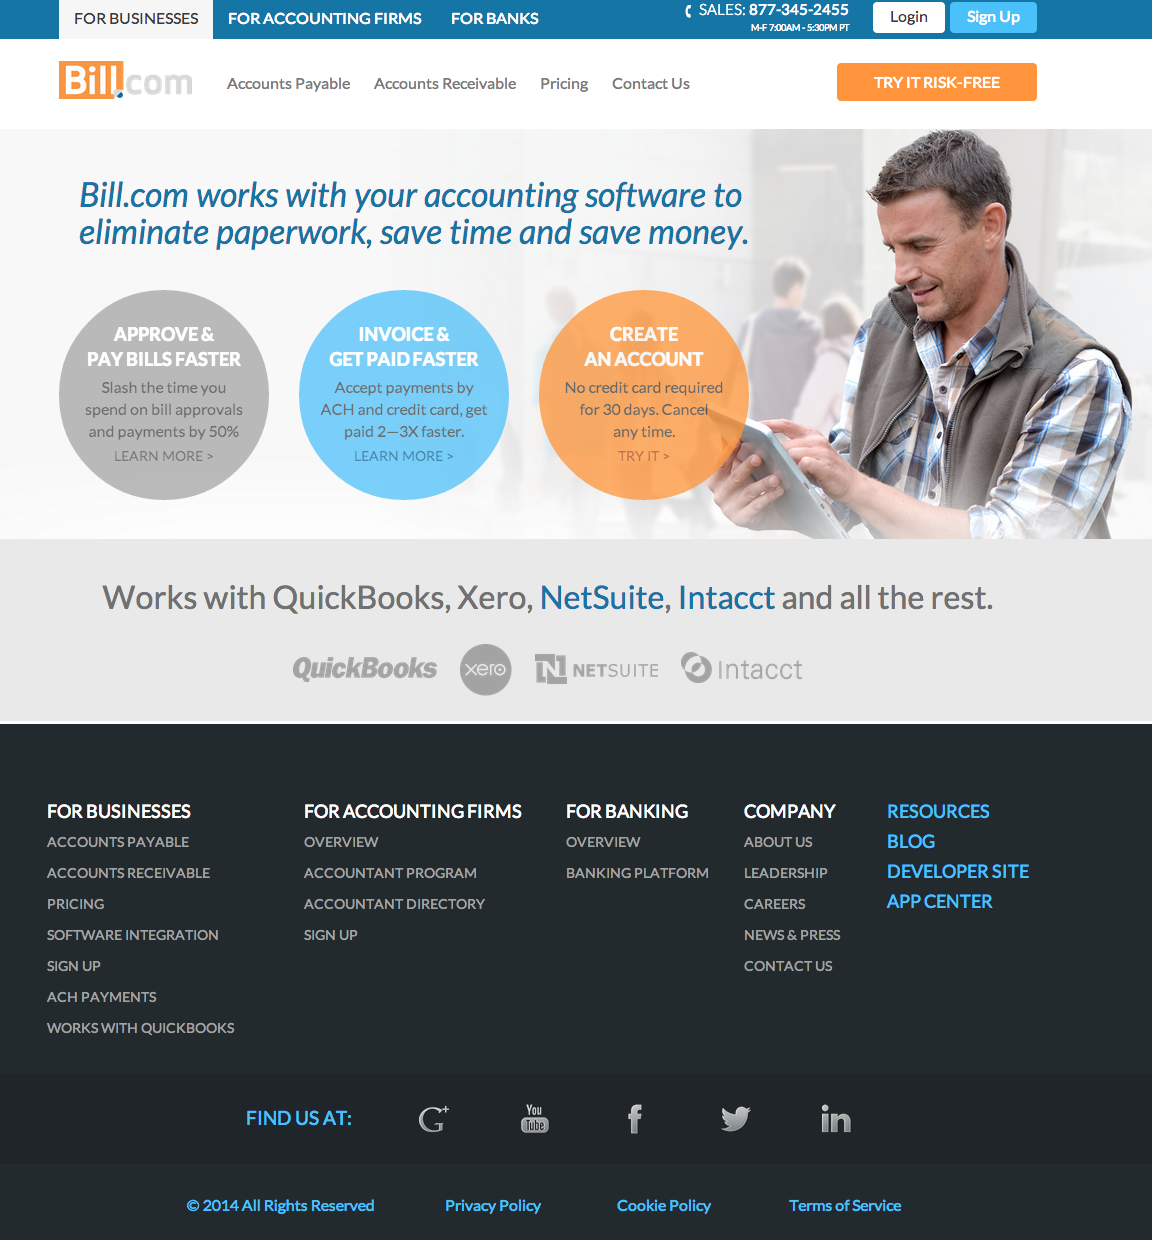 FOR BUSINESSES FOR ACCOUNTING FIRMS FOR BANKS SALES: 877-345-2455 Login Sign Up
M-F 7:00AM - 5:30PM PT
Bill.com Accounts Payable Accounts Receivable Pricing Contact Us TRY IT RISK-FREE
Bill.com works with your accounting software to
eliminate paperwork, save time and save money.
APPROVE &
PAY BILLS FASTER
Slash the time you
spend on bill approvals
and payments by 50%
LEARN MORE >
INVOICE &
GET PAID FASTER
Accept payments by
ACH and credit card, get
paid 2—3X faster.
LEARN MORE >
CREATE
AN ACCOUNT
No credit card required
for 30 days. Cancel
any time.
TRY IT >
Works with QuickBooks, Xero, NetSuite, Intacct and all the rest.
QuickBooks xero N NETSUITE Intacct
FOR BUSINESSES
ACCOUNTS PAYABLE
ACCOUNTS RECEIVABLE
PRICING
SOFTWARE INTEGRATION
SIGN UP
ACH PAYMENTS
WORKS WITH QUICKBOOKS
FOR ACCOUNTING FIRMS
OVERVIEW
ACCOUNTANT PROGRAM
ACCOUNTANT DIRECTORY
SIGN UP
FOR BANKING
OVERVIEW
BANKING PLATFORM
COMPANY
ABOUT US
LEADERSHIP
CAREERS
NEWS & PRESS
CONTACT US
RESOURCES
BLOG
DEVELOPER SITE
APP CENTER
FIND US AT: G+ You Tube f in
© 2014 All Rights Reserved Privacy Policy Cookie Policy Terms of Service